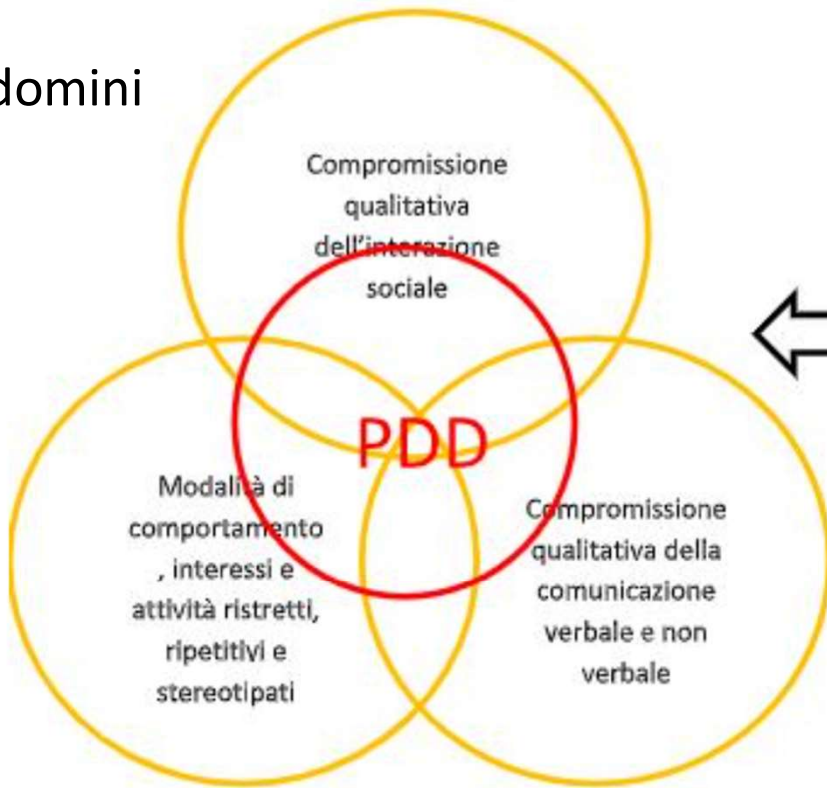 domini
Compromissione
qualitativa
dell'interazione
sociale
PDD
Modalità di
comportamento
, interessi e
attività ristretti,
ripetitivi e
stereotipati
Compromissione
qualitativa della
comunicazione
verbale e non
verbale